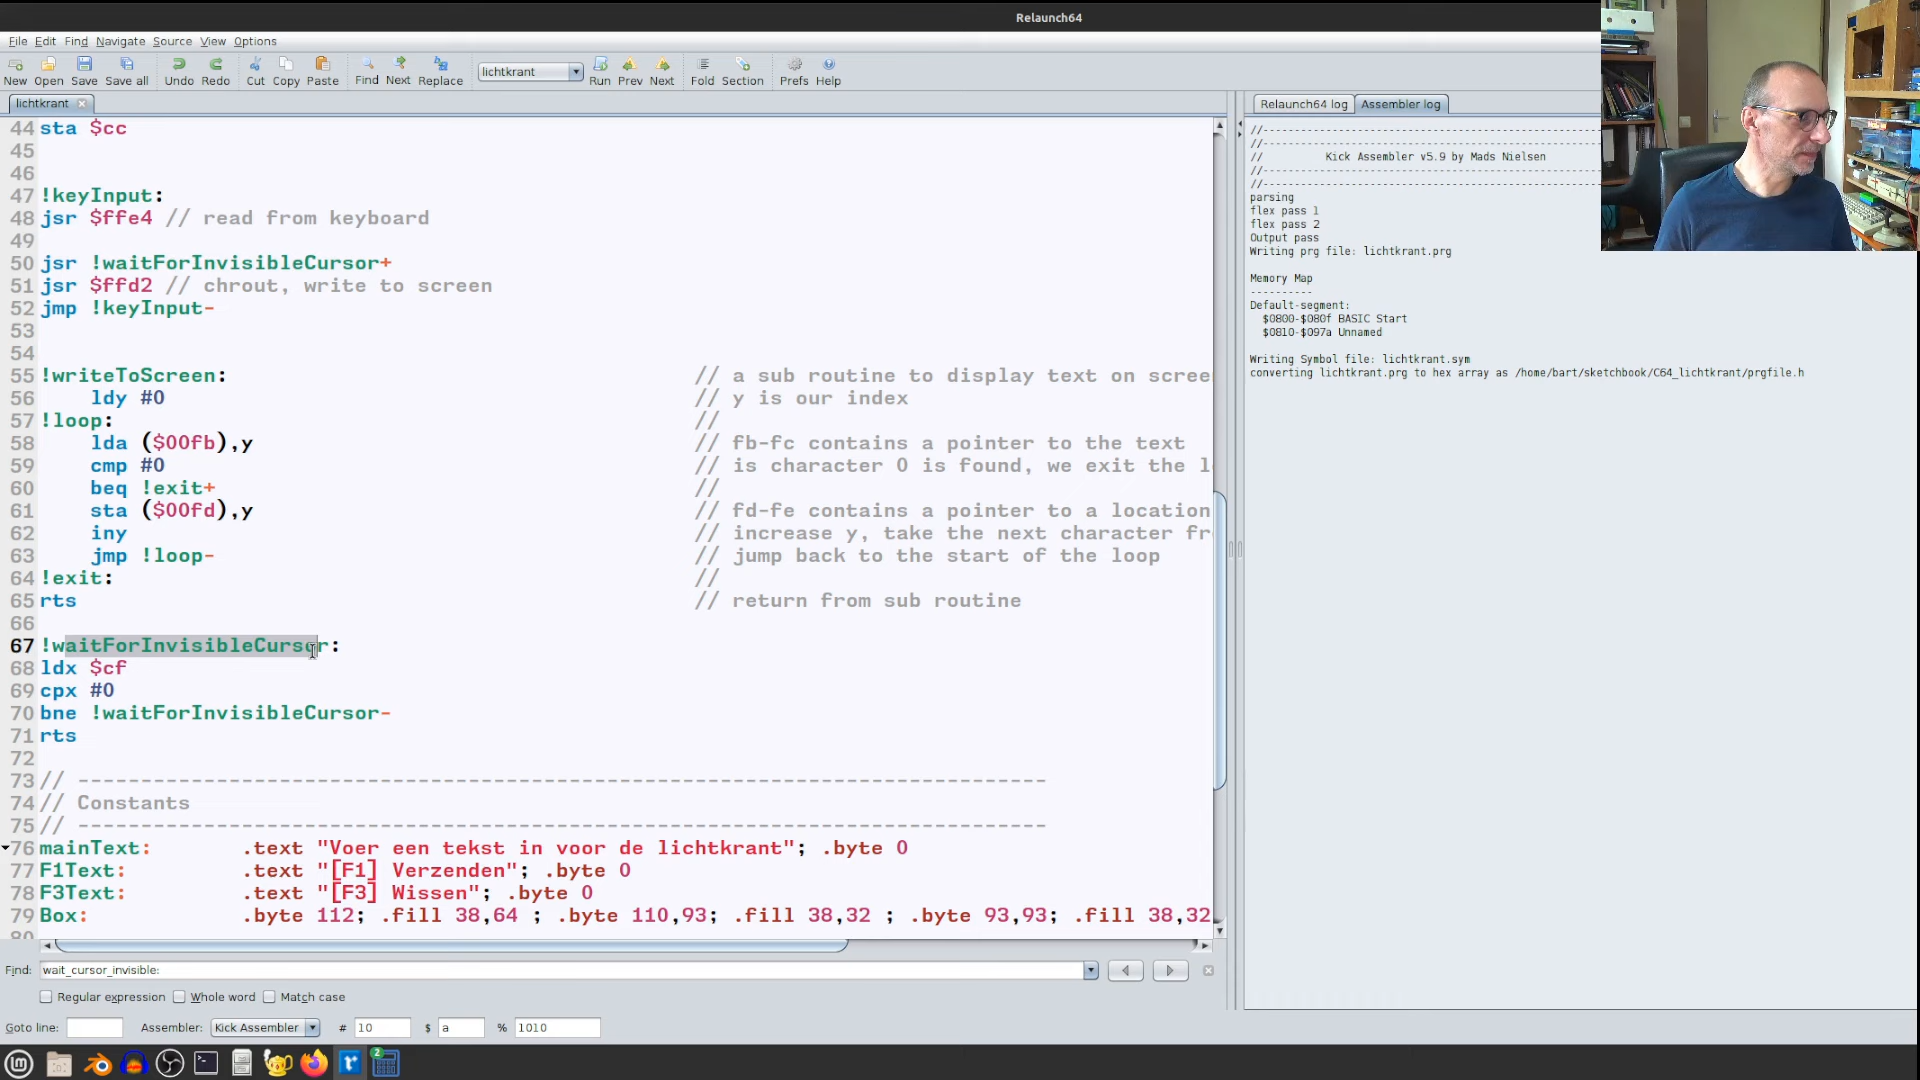 Relaunch64
File Edit Find Navigate Source View Options
New Open Save Save all Undo Redo Cut Copy Paste Find Next Replace lichtkrant Run Prev Next Fold Section Prefs Help
lichtkrant
44 sta $cc
45
46
47 !keyInput:
48 jsr $ffe4 // read from keyboard
49
50 jsr !waitForInvisibleCursor+
51 jsr $ffd2 // chrout, write to screen
52 jmp !keyInput-
53
54
55 !writeToScreen: // a sub routine to display text on scree
56 ldy #0 // y is our index
57 !loop: //
58 lda ($00fb),y // fb-fc contains a pointer to the text
59 cmp #0 // is character 0 is found, we exit the l
60 beq !exit+ //
61 sta ($00fd),y // fd-fe contains a pointer to a location
62 iny // increase y, take the next character fr
63 jmp !loop- // jump back to the start of the loop
64 !exit: //
65 rts // return from sub routine
66
67 !waitForInvisibleCursor:
68 ldx $cf
69 cpx #0
70 bne !waitForInvisibleCursor-
71 rts
72
73 // -----------------------------------------------------------------------------
74 // Constants
75 // -----------------------------------------------------------------------------
76 mainText: .text "Voer een tekst in voor de lichtkrant"; .byte 0
77 F1Text: .text "[F1] Verzenden"; .byte 0
78 F3Text: .text "[F3] Wissen"; .byte 0
79 Box: .byte 112; .fill 38,64 ; .byte 110,93; .fill 38,32 ; .byte 93,93; .fill 38,32
80
Find: wait_cursor_invisible:
Regular expression Whole word Match case
Goto line: Assembler: Kick Assembler # 10 $ a % 1010
Relaunch64 log Assembler log
//------------------------------------------------------
//------------------------------------------------------
// Kick Assembler v5.9 by Mads Nielsen
//------------------------------------------------------
//------------------------------------------------------
parsing
flex pass 1
flex pass 2
Output pass
Writing prg file: lichtkrant.prg
Memory Map
----------
Default-segment:
$0800-$080f BASIC Start
$0810-$097a Unnamed
Writing Symbol file: lichtkrant.sym
converting lichtkrant.prg to hex array as /home/bart/sketchbook/C64_lichtkrant/prgfile.h
2